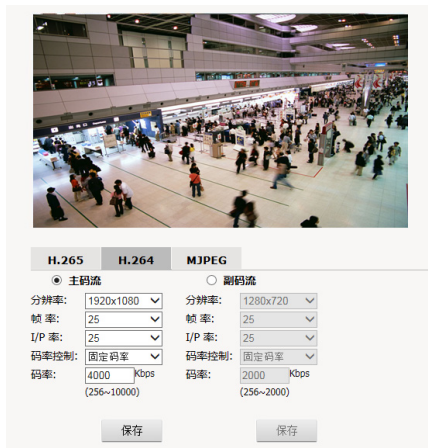 H.265 H.264 MJPEG
主码流 副码流
分辨率: 1920x1080 分辨率: 1280x720
帧 率: 25 帧 率: 25
I/P 率: 25 I/P 率: 25
码率控制: 固定码率 码率控制: 固定码率
码率: 4000 Kbps 码率: 2000 Kbps
(256~10000) (256~2000)
保存 保存